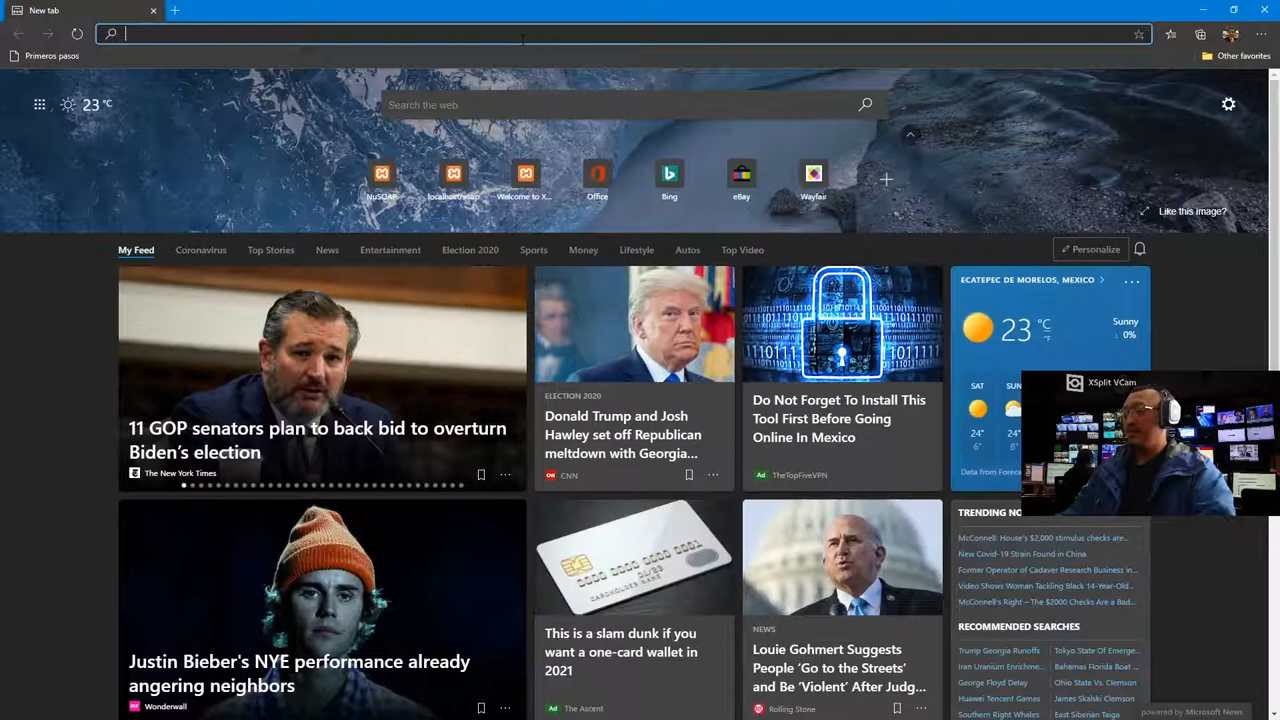 New tab
Primeros pasos
Other favorites
23 °C
Search the web
NuSOAP
localhost/soap
Welcome to X...
Office
Bing
eBay
Wayfair
Like this image?
My Feed
Coronavirus
Top Stories
News
Entertainment
Election 2020
Sports
Money
Lifestyle
Autos
Top Video
Personalize
11 GOP senators plan to back bid to overturn
Biden's election
The New York Times
ELECTION 2020
Donald Trump and Josh
Hawley set off Republican
meltdown with Georgia...
CNN
Do Not Forget To Install This
Tool First Before Going
Online In Mexico
Ad TheTopFiveVPN
ECATEPEC DE MORELOS, MEXICO
23 °C
°F
Sunny
0%
SAT
SUN
24°
24°
6°
Data from Foreca
XSplit VCam
Justin Bieber's NYE performance already
angering neighbors
Wonderwall
CARDHOLDER NAME
This is a slam dunk if you
want a one-card wallet in
2021
Ad The Ascent
NEWS
Louie Gohmert Suggests
People 'Go to the Streets'
and Be 'Violent' After Judg...
Rolling Stone
TRENDING NO
McConnell: House's $2,000 stimulus checks are...
New Covid-19 Strain Found in China
Former Operator of Cadaver Research Business in...
Video Shows Woman Tackling Black 14-Year-Old...
McConnell's Right – The $2000 Checks Are a Bad...
RECOMMENDED SEARCHES
Trump Georgia Runoffs
Tokyo State Of Emerge...
Iran Uranium Enrichme...
Bahamas Florida Boat ...
George Floyd Delay
Ohio State Vs. Clemson
Huawei Tencent Games
James Skalski Clemson
Southern Right Whales
East Siberian Taiga
powered by Microsoft News